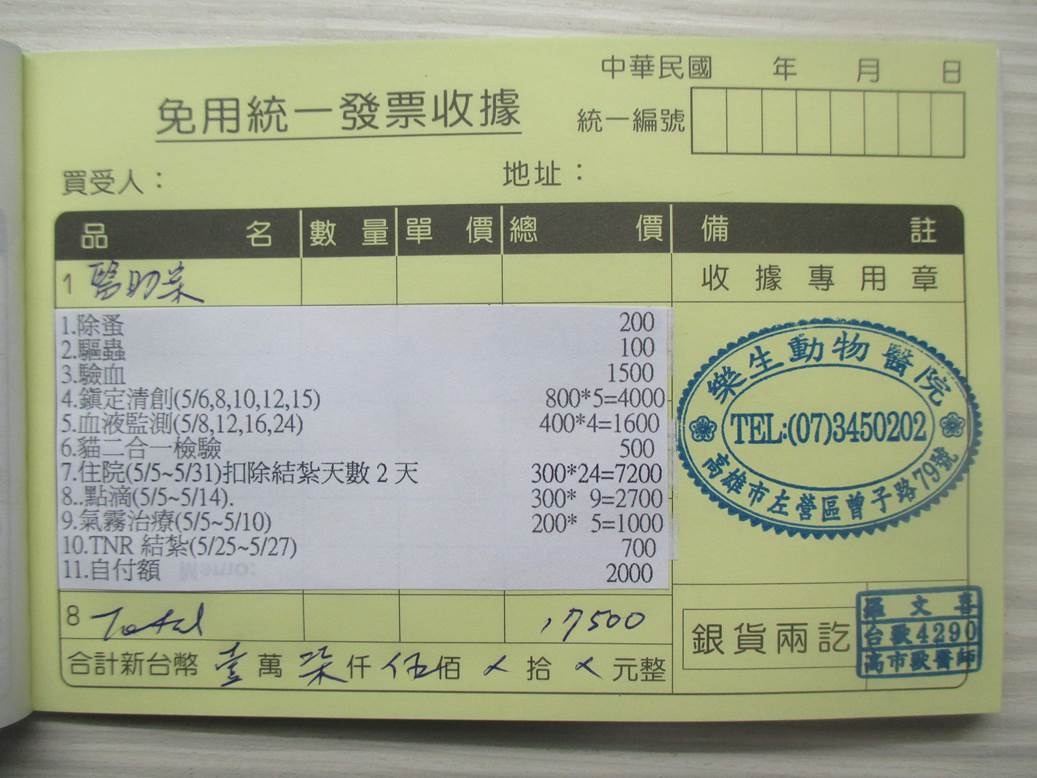 中華民國 年 月 日
免用統一發票收據
統一編號
買受人：
地址：
品名 數量 單價 總價 備註
1 醫助業
收據專用章
1.除蚤 200
2.驅蟲 100
3.驗血 1500
4.鎮定清創(5/6,8,10,12,15) 800*5=4000
5.血液監測(5/8,12,16,24) 400*4=1600
6.貓二合一檢驗 500
7.住院(5/5~5/31)扣除結紮天數 2 天 300*24=7200
8..點滴(5/5~5/14). 300* 9=2700
9.氣霧治療(5/5~5/10) 200* 5=1000
10.TNR 結紮(5/25~5/27) 700
11.自付額 2000
樂生動物醫院
TEL:(07)3450202
高雄市左營區曾子路79號
8 Total 17500
合計新台幣 壹萬柒仟伍佰 拾 元整
銀貨兩訖
羅文喜
台獸4290
高市獸醫師